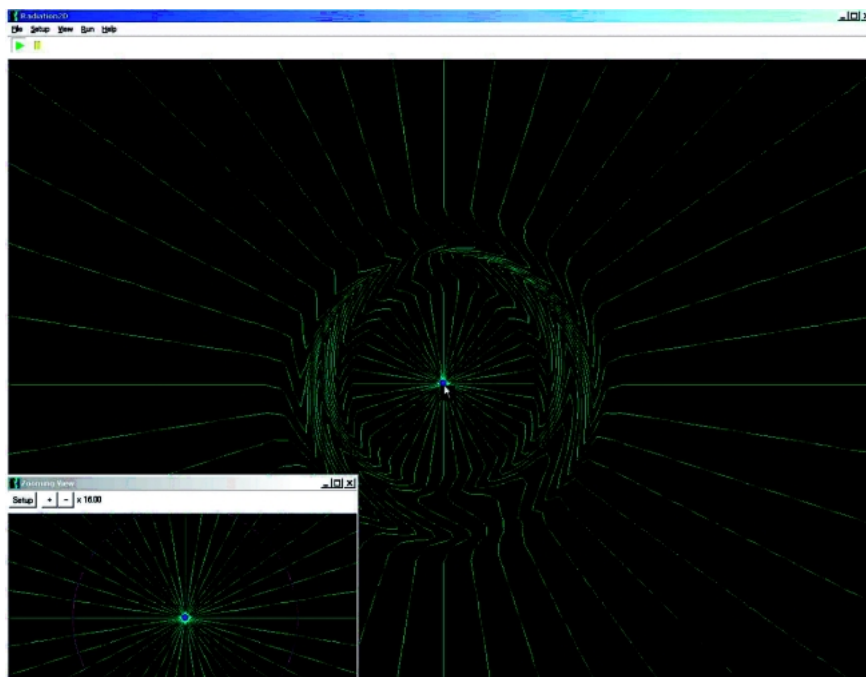 Radiation2D
File Setup View Run Help
Zooming View
Setup + − x 16.00